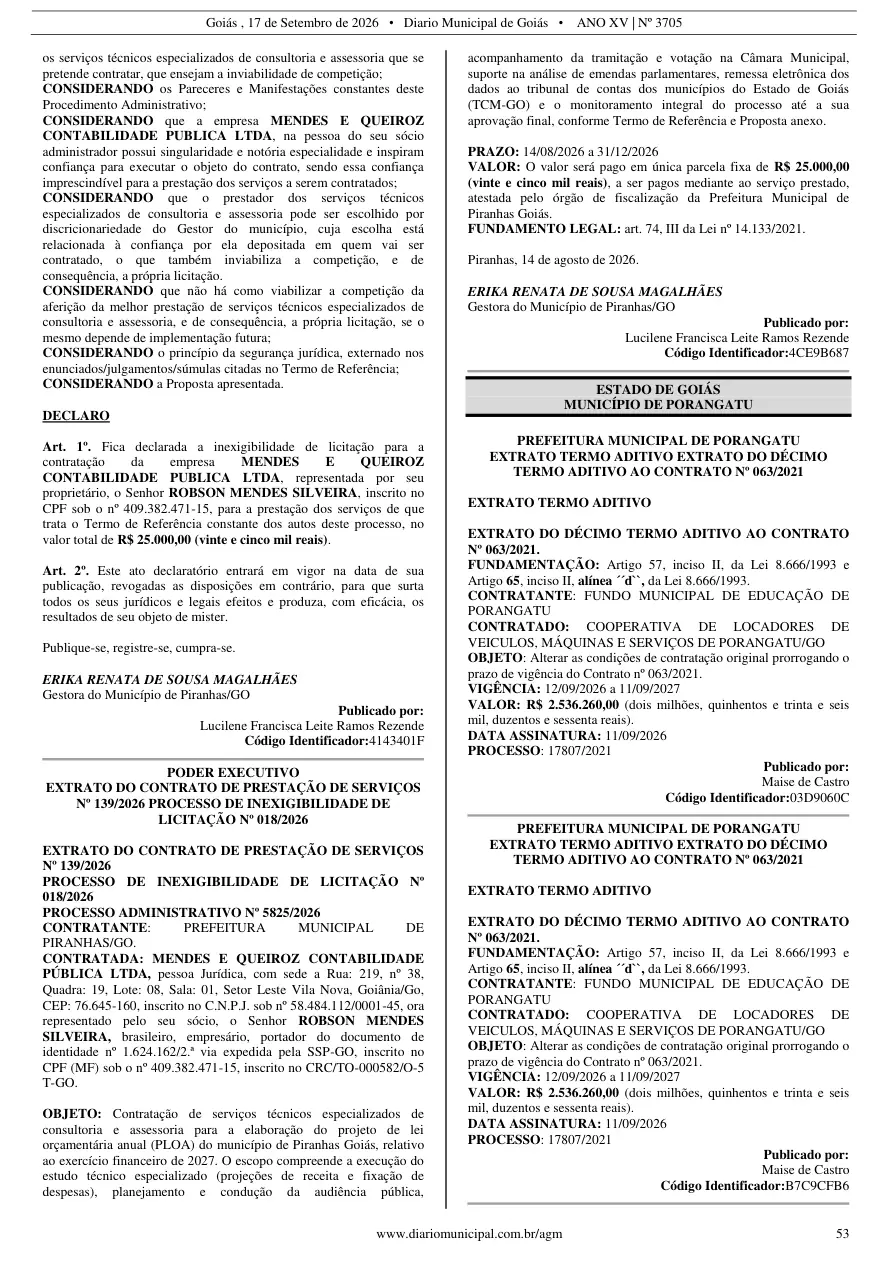 Goiás , 17 de Setembro de 2026 • Diario Municipal de Goiás • ANO XV | Nº 3705
os serviços técnicos especializados de consultoria e assessoria que se
pretende contratar, que ensejam a inviabilidade de competição;
CONSIDERANDO os Pareceres e Manifestações constantes deste
Procedimento Administrativo;
CONSIDERANDO que a empresa MENDES E QUEIROZ
CONTABILIDADE PUBLICA LTDA, na pessoa do seu sócio
administrador possui singularidade e notória especialidade e inspiram
confiança para executar o objeto do contrato, sendo essa confiança
imprescindível para a prestação dos serviços a serem contratados;
CONSIDERANDO que o prestador dos serviços técnicos
especializados de consultoria e assessoria pode ser escolhido por
discricionariedade do Gestor do município, cuja escolha está
relacionada à confiança por ela depositada em quem vai ser
contratado, o que também inviabiliza a competição, e de
consequência, a própria licitação.
CONSIDERANDO que não há como viabilizar a competição da
aferição da melhor prestação de serviços técnicos especializados de
consultoria e assessoria, e de consequência, a própria licitação, se o
mesmo depende de implementação futura;
CONSIDERANDO o princípio da segurança jurídica, externado nos
enunciados/julgamentos/súmulas citadas no Termo de Referência;
CONSIDERANDO a Proposta apresentada.
DECLARO
Art. 1º. Fica declarada a inexigibilidade de licitação para a
contratação da empresa MENDES E QUEIROZ
CONTABILIDADE PUBLICA LTDA, representada por seu
proprietário, o Senhor ROBSON MENDES SILVEIRA, inscrito no
CPF sob o nº 409.382.471-15, para a prestação dos serviços de que
trata o Termo de Referência constante dos autos deste processo, no
valor total de R$ 25.000,00 (vinte e cinco mil reais).
Art. 2º. Este ato declaratório entrará em vigor na data de sua
publicação, revogadas as disposições em contrário, para que surta
todos os seus jurídicos e legais efeitos e produza, com eficácia, os
resultados de seu objeto de mister.
Publique-se, registre-se, cumpra-se.
ERIKA RENATA DE SOUSA MAGALHÃES
Gestora do Município de Piranhas/GO
Publicado por:
Lucilene Francisca Leite Ramos Rezende
Código Identificador:4143401F
PODER EXECUTIVO
EXTRATO DO CONTRATO DE PRESTAÇÃO DE SERVIÇOS
Nº 139/2026 PROCESSO DE INEXIGIBILIDADE DE
LICITAÇÃO Nº 018/2026
EXTRATO DO CONTRATO DE PRESTAÇÃO DE SERVIÇOS
Nº 139/2026
PROCESSO DE INEXIGIBILIDADE DE LICITAÇÃO Nº
018/2026
PROCESSO ADMINISTRATIVO Nº 5825/2026
CONTRATANTE: PREFEITURA MUNICIPAL DE
PIRANHAS/GO.
CONTRATADA: MENDES E QUEIROZ CONTABILIDADE
PÚBLICA LTDA, pessoa Jurídica, com sede a Rua: 219, nº 38,
Quadra: 19, Lote: 08, Sala: 01, Setor Leste Vila Nova, Goiânia/Go,
CEP: 76.645-160, inscrito no C.N.P.J. sob nº 58.484.112/0001-45, ora
representado pelo seu sócio, o Senhor ROBSON MENDES
SILVEIRA, brasileiro, empresário, portador do documento de
identidade nº 1.624.162/2.ª via expedida pela SSP-GO, inscrito no
CPF (MF) sob o nº 409.382.471-15, inscrito no CRC/TO-000582/O-5
T-GO.
OBJETO: Contratação de serviços técnicos especializados de
consultoria e assessoria para a elaboração do projeto de lei
orçamentária anual (PLOA) do município de Piranhas Goiás, relativo
ao exercício financeiro de 2027. O escopo compreende a execução do
estudo técnico especializado (projeções de receita e fixação de
despesas), planejamento e condução da audiência pública,
acompanhamento da tramitação e votação na Câmara Municipal,
suporte na análise de emendas parlamentares, remessa eletrônica dos
dados ao tribunal de contas dos municípios do Estado de Goiás
(TCM-GO) e o monitoramento integral do processo até a sua
aprovação final, conforme Termo de Referência e Proposta anexo.
PRAZO: 14/08/2026 a 31/12/2026
VALOR: O valor será pago em única parcela fixa de R$ 25.000,00
(vinte e cinco mil reais), a ser pagos mediante ao serviço prestado,
atestada pelo órgão de fiscalização da Prefeitura Municipal de
Piranhas Goiás.
FUNDAMENTO LEGAL: art. 74, III da Lei nº 14.133/2021.
Piranhas, 14 de agosto de 2026.
ERIKA RENATA DE SOUSA MAGALHÃES
Gestora do Município de Piranhas/GO
Publicado por:
Lucilene Francisca Leite Ramos Rezende
Código Identificador:4CE9B687
ESTADO DE GOIÁS
MUNICÍPIO DE PORANGATU
PREFEITURA MUNICIPAL DE PORANGATU
EXTRATO TERMO ADITIVO EXTRATO DO DÉCIMO
TERMO ADITIVO AO CONTRATO Nº 063/2021
EXTRATO TERMO ADITIVO
EXTRATO DO DÉCIMO TERMO ADITIVO AO CONTRATO
Nº 063/2021.
FUNDAMENTAÇÃO: Artigo 57, inciso II, da Lei 8.666/1993 e
Artigo 65, inciso II, alínea ´´d``, da Lei 8.666/1993.
CONTRATANTE: FUNDO MUNICIPAL DE EDUCAÇÃO DE
PORANGATU
CONTRATADO: COOPERATIVA DE LOCADORES DE
VEICULOS, MÁQUINAS E SERVIÇOS DE PORANGATU/GO
OBJETO: Alterar as condições de contratação original prorrogando o
prazo de vigência do Contrato nº 063/2021.
VIGÊNCIA: 12/09/2026 a 11/09/2027
VALOR: R$ 2.536.260,00 (dois milhões, quinhentos e trinta e seis
mil, duzentos e sessenta reais).
DATA ASSINATURA: 11/09/2026
PROCESSO: 17807/2021
Publicado por:
Maise de Castro
Código Identificador:03D9060C
PREFEITURA MUNICIPAL DE PORANGATU
EXTRATO TERMO ADITIVO EXTRATO DO DÉCIMO
TERMO ADITIVO AO CONTRATO Nº 063/2021
EXTRATO TERMO ADITIVO
EXTRATO DO DÉCIMO TERMO ADITIVO AO CONTRATO
Nº 063/2021.
FUNDAMENTAÇÃO: Artigo 57, inciso II, da Lei 8.666/1993 e
Artigo 65, inciso II, alínea ´´d``, da Lei 8.666/1993.
CONTRATANTE: FUNDO MUNICIPAL DE EDUCAÇÃO DE
PORANGATU
CONTRATADO: COOPERATIVA DE LOCADORES DE
VEICULOS, MÁQUINAS E SERVIÇOS DE PORANGATU/GO
OBJETO: Alterar as condições de contratação original prorrogando o
prazo de vigência do Contrato nº 063/2021.
VIGÊNCIA: 12/09/2026 a 11/09/2027
VALOR: R$ 2.536.260,00 (dois milhões, quinhentos e trinta e seis
mil, duzentos e sessenta reais).
DATA ASSINATURA: 11/09/2026
PROCESSO: 17807/2021
Publicado por:
Maise de Castro
Código Identificador:B7C9CFB6
www.diariomunicipal.com.br/agm 53